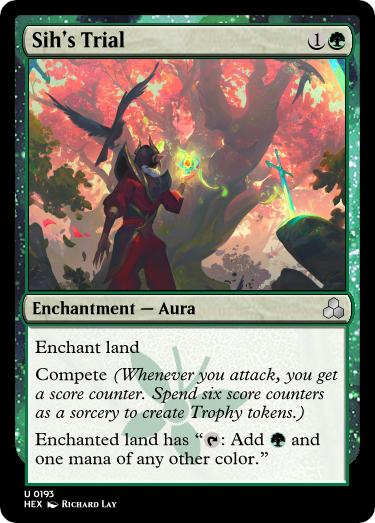 Sih's Trial 1
Enchantment — Aura
Enchant land
Compete (Whenever you attack, you get
a score counter. Spend six score counters
as a sorcery to create Trophy tokens.)
Enchanted land has “: Add and
one mana of any other color.”
U 0193
HEX Richard Lay